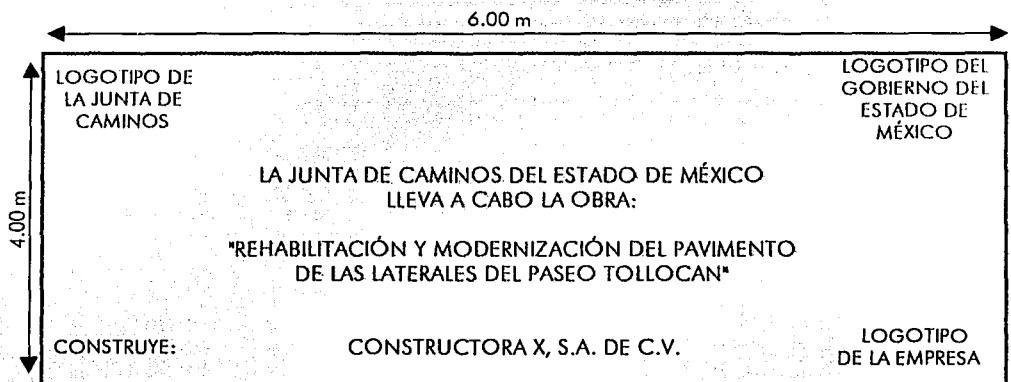 6.00 m
LOGOTIPO DE
LA JUNTA DE
CAMINOS
LOGOTIPO DEL
GOBIERNO DEL
ESTADO DE
MÉXICO
4.00 m
LA JUNTA DE CAMINOS DEL ESTADO DE MÉXICO
LLEVA A CABO LA OBRA:
"REHABILITACIÓN Y MODERNIZACIÓN DEL PAVIMENTO
DE LAS LATERALES DEL PASEO TOLLOCAN"
CONSTRUYE:
CONSTRUCTORA X, S.A. DE C.V.
LOGOTIPO
DE LA EMPRESA